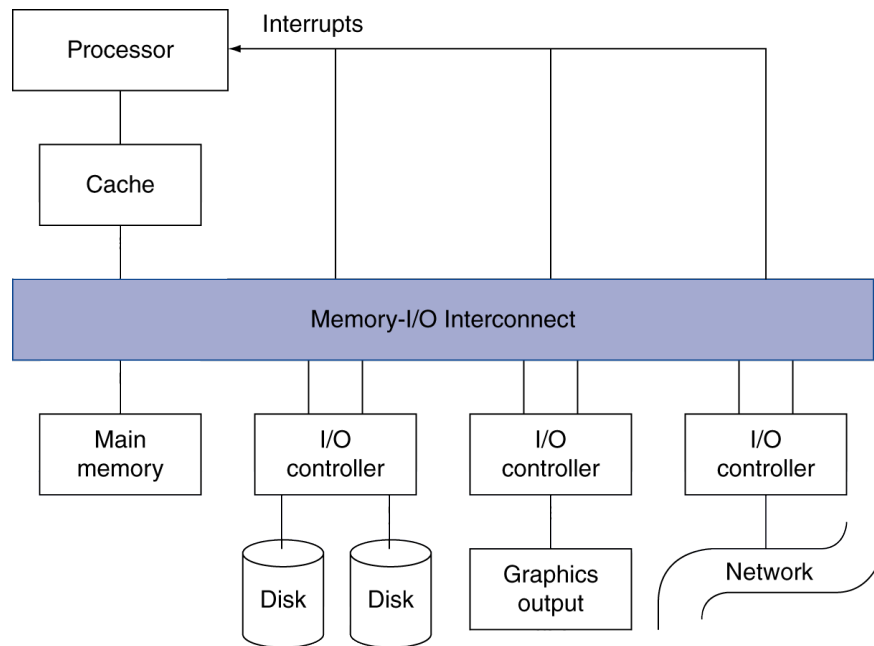 Interrupts
Processor
Cache
Memory-I/O Interconnect
Main
memory
I/O
controller
I/O
controller
I/O
controller
Disk
Disk
Graphics
output
Network